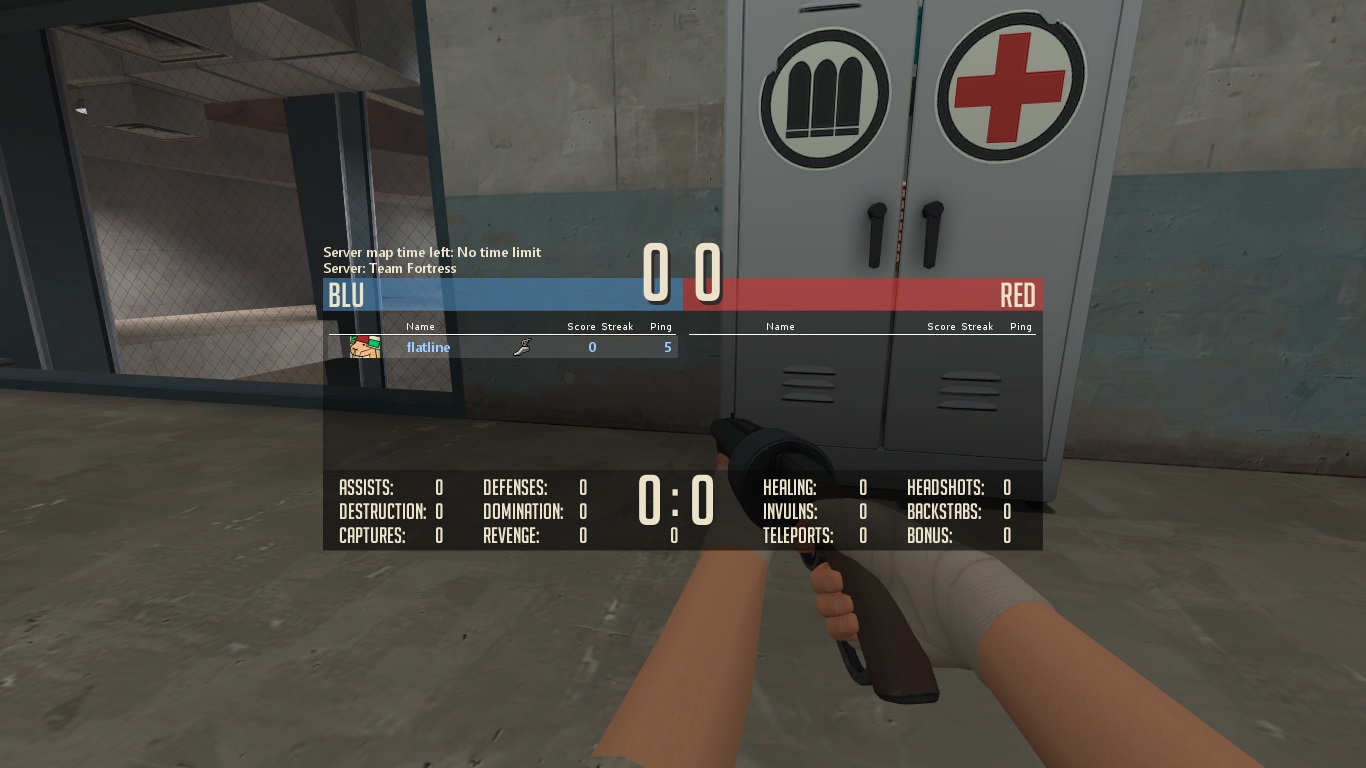 Server map time left: No time limit
Server: Team Fortress
BLU 0 0 RED
Name Score Streak Ping Name Score Streak Ping
flatline 0 5
ASSISTS: 0 DEFENSES: 0 0:0 HEALING: 0 HEADSHOTS: 0
DESTRUCTION: 0 DOMINATION: 0 INVULNS: 0 BACKSTABS: 0
CAPTURES: 0 REVENGE: 0 0 TELEPORTS: 0 BONUS: 0